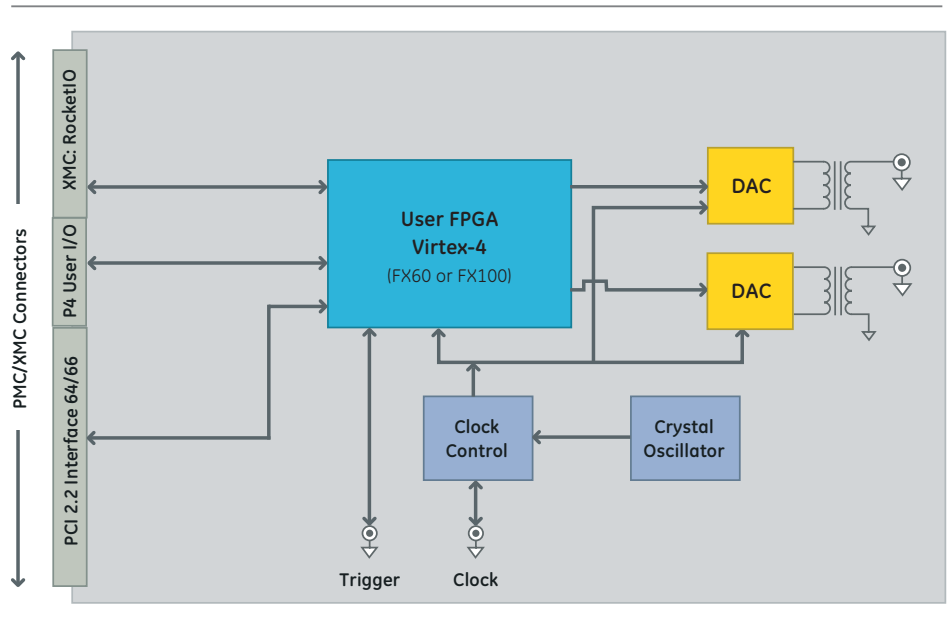 PMC/XMC Connectors
XMC: RocketIO
P4 User I/O
PCI 2.2 Interface 64/66
User FPGA
Virtex-4
(FX60 or FX100)
DAC
DAC
Clock
Control
Crystal
Oscillator
Trigger
Clock